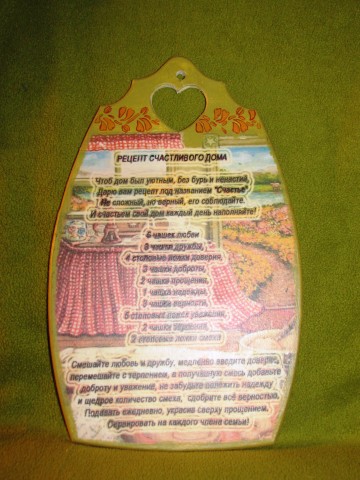 РЕЦЕПТ СЧАСТЛИВОГО ДОМА
Чтоб дом был уютным, без бурь и ненастий,
Дарю вам рецепт под названием "Счастье"
Не сложный, но верный, его соблюдайте.
И счастьем свой дом каждый день наполняйте!
6 чашек любви
3 чашки дружбы,
4 столовые ложки доверия,
3 чашки доброты,
2 чашки прощения,
1 чашка надежды,
3 чашки верности,
6 столовых ложек уважения,
2 чашки терпения,
2 столовые ложки смеха
Смешайте любовь и дружбу, медленно введите доверие,
перемешайте с терпением, а полученную смесь добавьте
доброту и уважение, не забудьте положить надежду
и щедрое количество смеха, сдобрите всё верностью,
Подавать ежедневно, украсив сверху прощением,
Сервировать на каждого члена семьи!